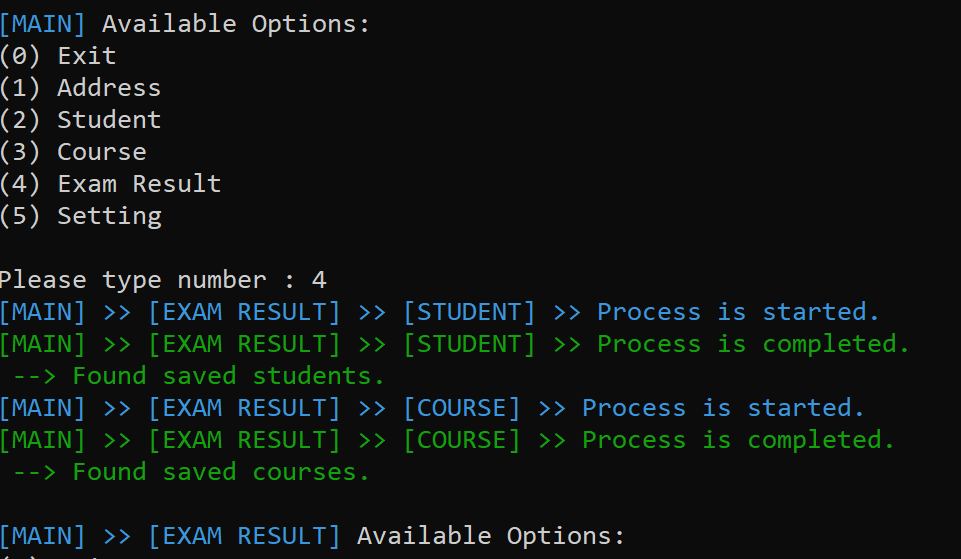 [MAIN] Available Options:
(0) Exit
(1) Address
(2) Student
(3) Course
(4) Exam Result
(5) Setting
Please type number : 4
[MAIN] >> [EXAM RESULT] >> [STUDENT] >> Process is started.
[MAIN] >> [EXAM RESULT] >> [STUDENT] >> Process is completed.
--> Found saved students.
[MAIN] >> [EXAM RESULT] >> [COURSE] >> Process is started.
[MAIN] >> [EXAM RESULT] >> [COURSE] >> Process is completed.
--> Found saved courses.
[MAIN] >> [EXAM RESULT] Available Options: